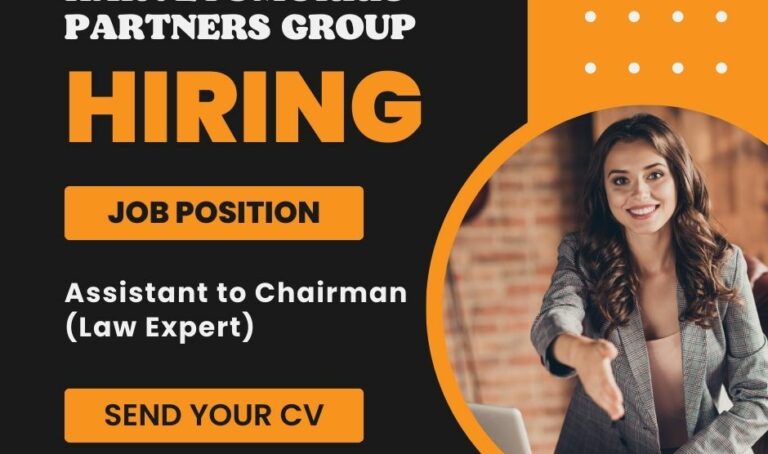 PARTNERS GROUP
HIRING
JOB POSITION
Assistant to Chairman
(Law Expert)
SEND YOUR CV